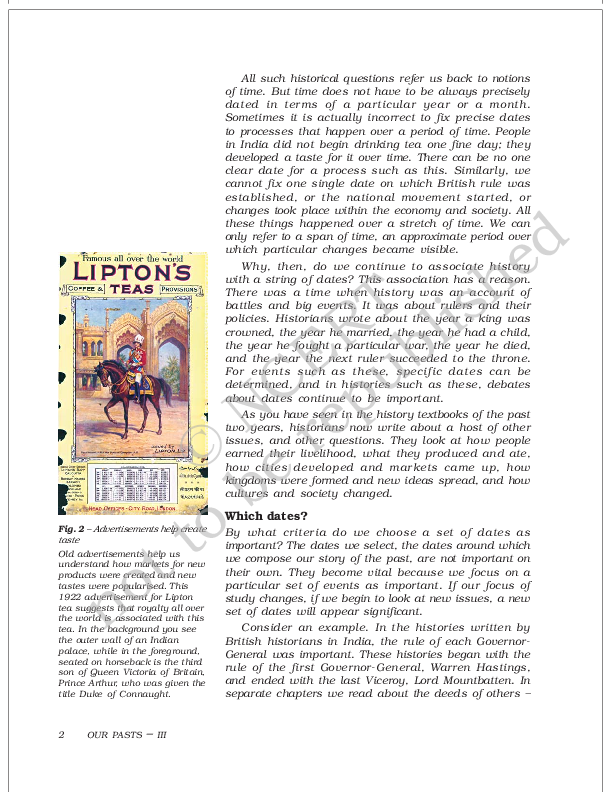 All such historical questions refer us back to notions
of time. But time does not have to be always precisely
dated in terms of a particular year or a month.
Sometimes it is actually incorrect to fix precise dates
to processes that happen over a period of time. People
in India did not begin drinking tea one fine day; they
developed a taste for it over time. There can be no one
clear date for a process such as this. Similarly, we
cannot fix one single date on which British rule was
established, or the national movement started, or
changes took place within the economy and society. All
these things happened over a stretch of time. We can
only refer to a span of time, an approximate period over
which particular changes became visible.
Why, then, do we continue to associate history
with a string of dates? This association has a reason.
There was a time when history was an account of
battles and big events. It was about rulers and their
policies. Historians wrote about the year a king was
crowned, the year he married, the year he had a child,
the year he fought a particular war, the year he died,
and the year the next ruler succeeded to the throne.
For events such as these, specific dates can be
determined, and in histories such as these, debates
about dates continue to be important.
As you have seen in the history textbooks of the past
two years, historians now write about a host of other
issues, and other questions. They look at how people
earned their livelihood, what they produced and ate,
how cities developed and markets came up, how
kingdoms were formed and new ideas spread, and how
cultures and society changed.
Which dates?
By what criteria do we choose a set of dates as
important? The dates we select, the dates around which
we compose our story of the past, are not important on
their own. They become vital because we focus on a
particular set of events as important. If our focus of
study changes, if we begin to look at new issues, a new
set of dates will appear significant.
Consider an example. In the histories written by
British historians in India, the rule of each Governor-
General was important. These histories began with the
rule of the first Governor-General, Warren Hastings,
and ended with the last Viceroy, Lord Mountbatten. In
separate chapters we read about the deeds of others –
Famous all over the world
LIPTON'S
COFFEE & TEAS PROVISIONS
issued by
LIPTON LTD
HEAD OFFICES - CITY ROAD, LONDON
Fig. 2 – Advertisements help create
taste
Old advertisements help us
understand how markets for new
products were created and new
tastes were popularised. This
1922 advertisement for Lipton
tea suggests that royalty all over
the world is associated with this
tea. In the background you see
the outer wall of an Indian
palace, while in the foreground,
seated on horseback is the third
son of Queen Victoria of Britain,
Prince Arthur, who was given the
title Duke of Connaught.
2 OUR PASTS – III
© NCERT
not to be republished